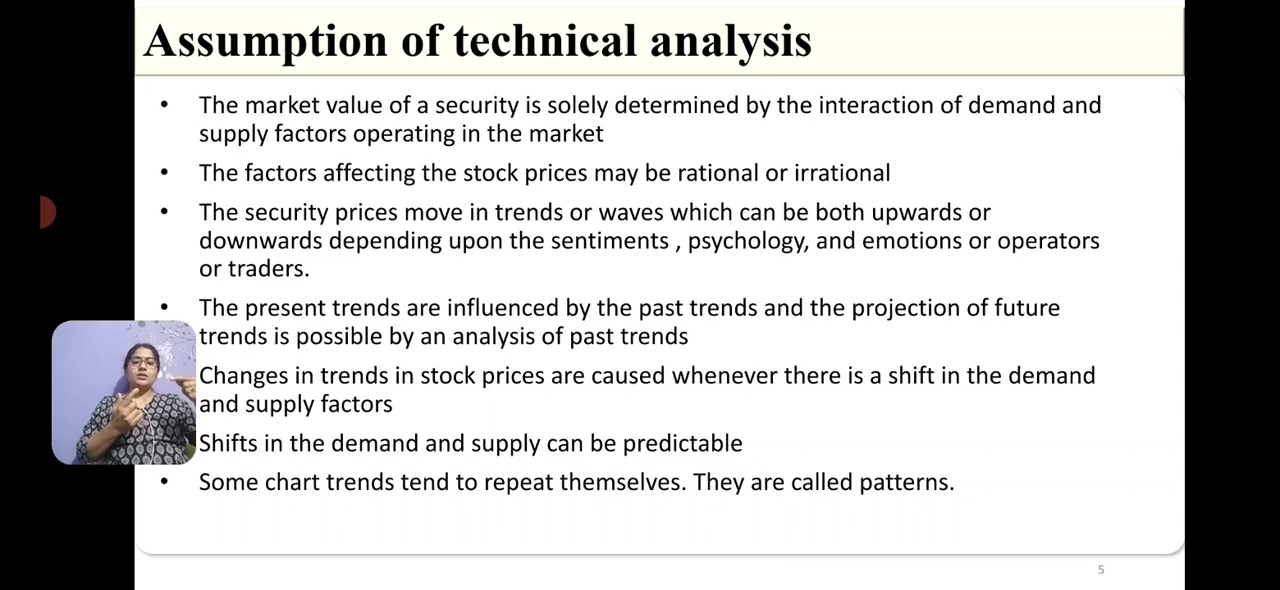 Assumption of technical analysis
• The market value of a security is solely determined by the interaction of demand and
supply factors operating in the market
• The factors affecting the stock prices may be rational or irrational
• The security prices move in trends or waves which can be both upwards or
downwards depending upon the sentiments , psychology, and emotions or operators
or traders.
• The present trends are influenced by the past trends and the projection of future
trends is possible by an analysis of past trends
Changes in trends in stock prices are caused whenever there is a shift in the demand
and supply factors
Shifts in the demand and supply can be predictable
• Some chart trends tend to repeat themselves. They are called patterns.
5